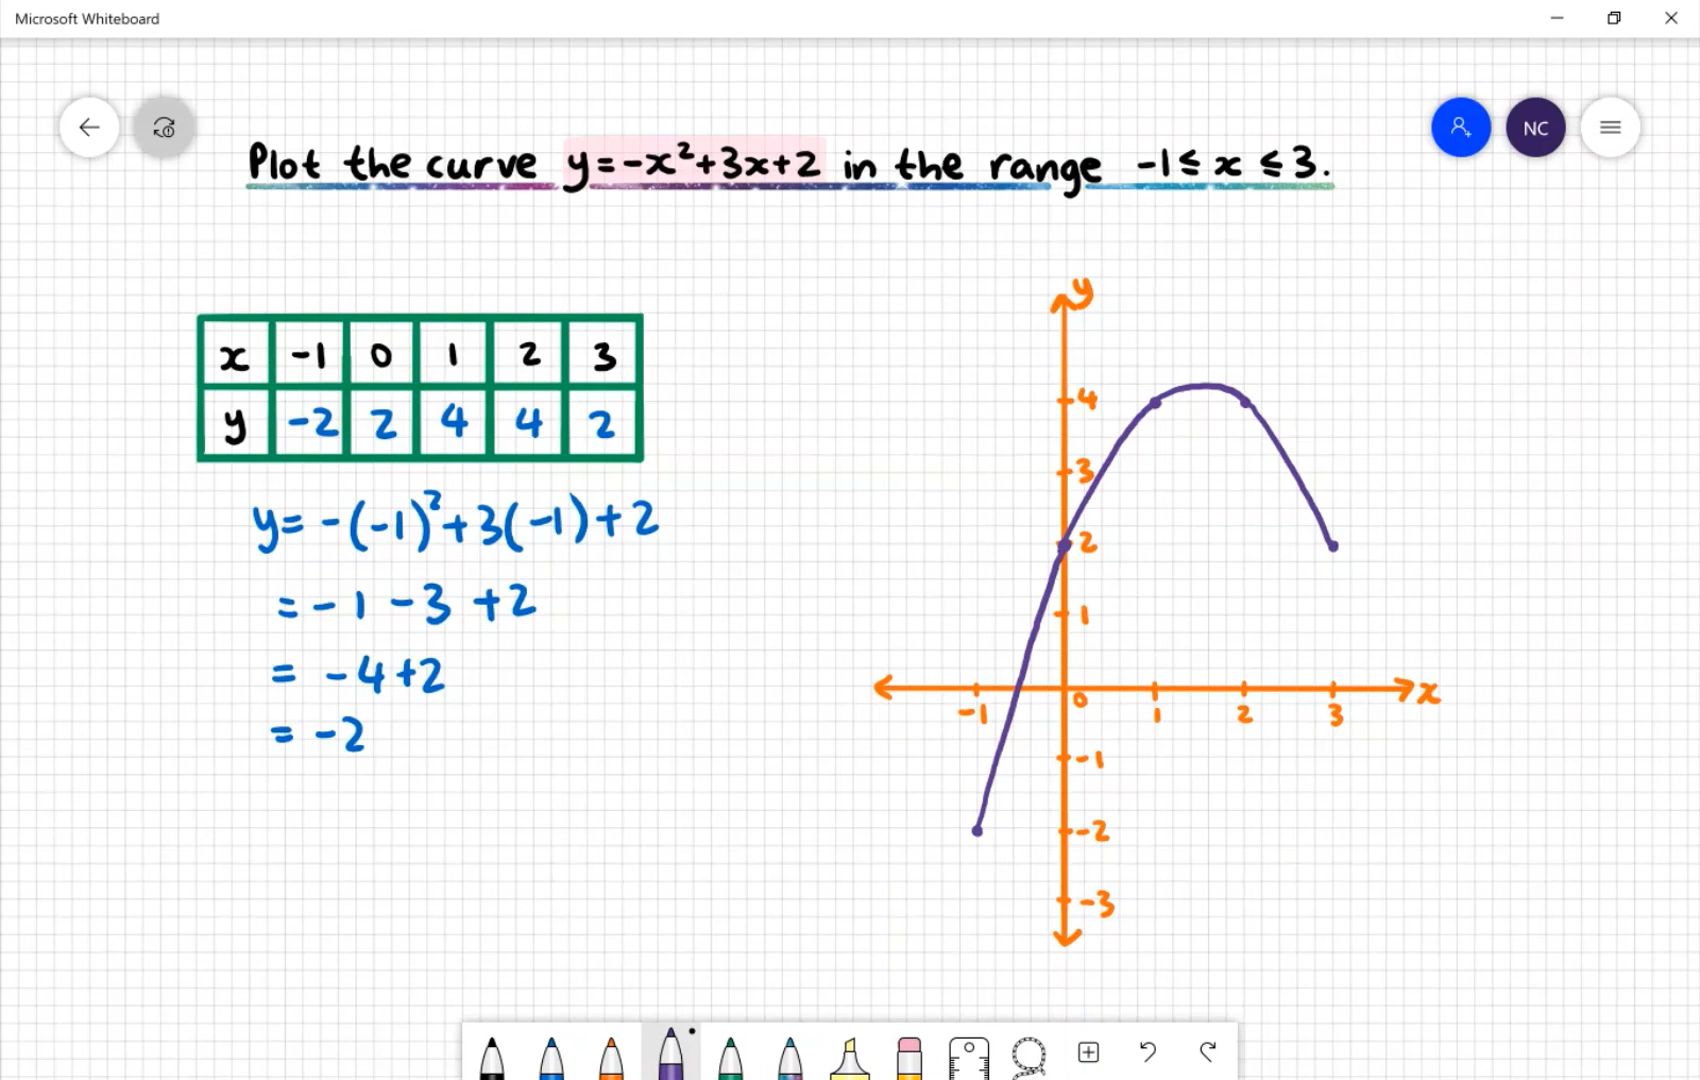 Microsoft Whiteboard
NC
Plot the curve y=-x²+3x+2 in the range -1≤x≤3.
x -1 0 1 2 3
y -2 2 4 4 2
y=-(-1)²+3(-1)+2
=-1-3+2
=-4+2
=-2
y
4
3
2
1
-1 0 1 2 3 x
-1
-2
-3